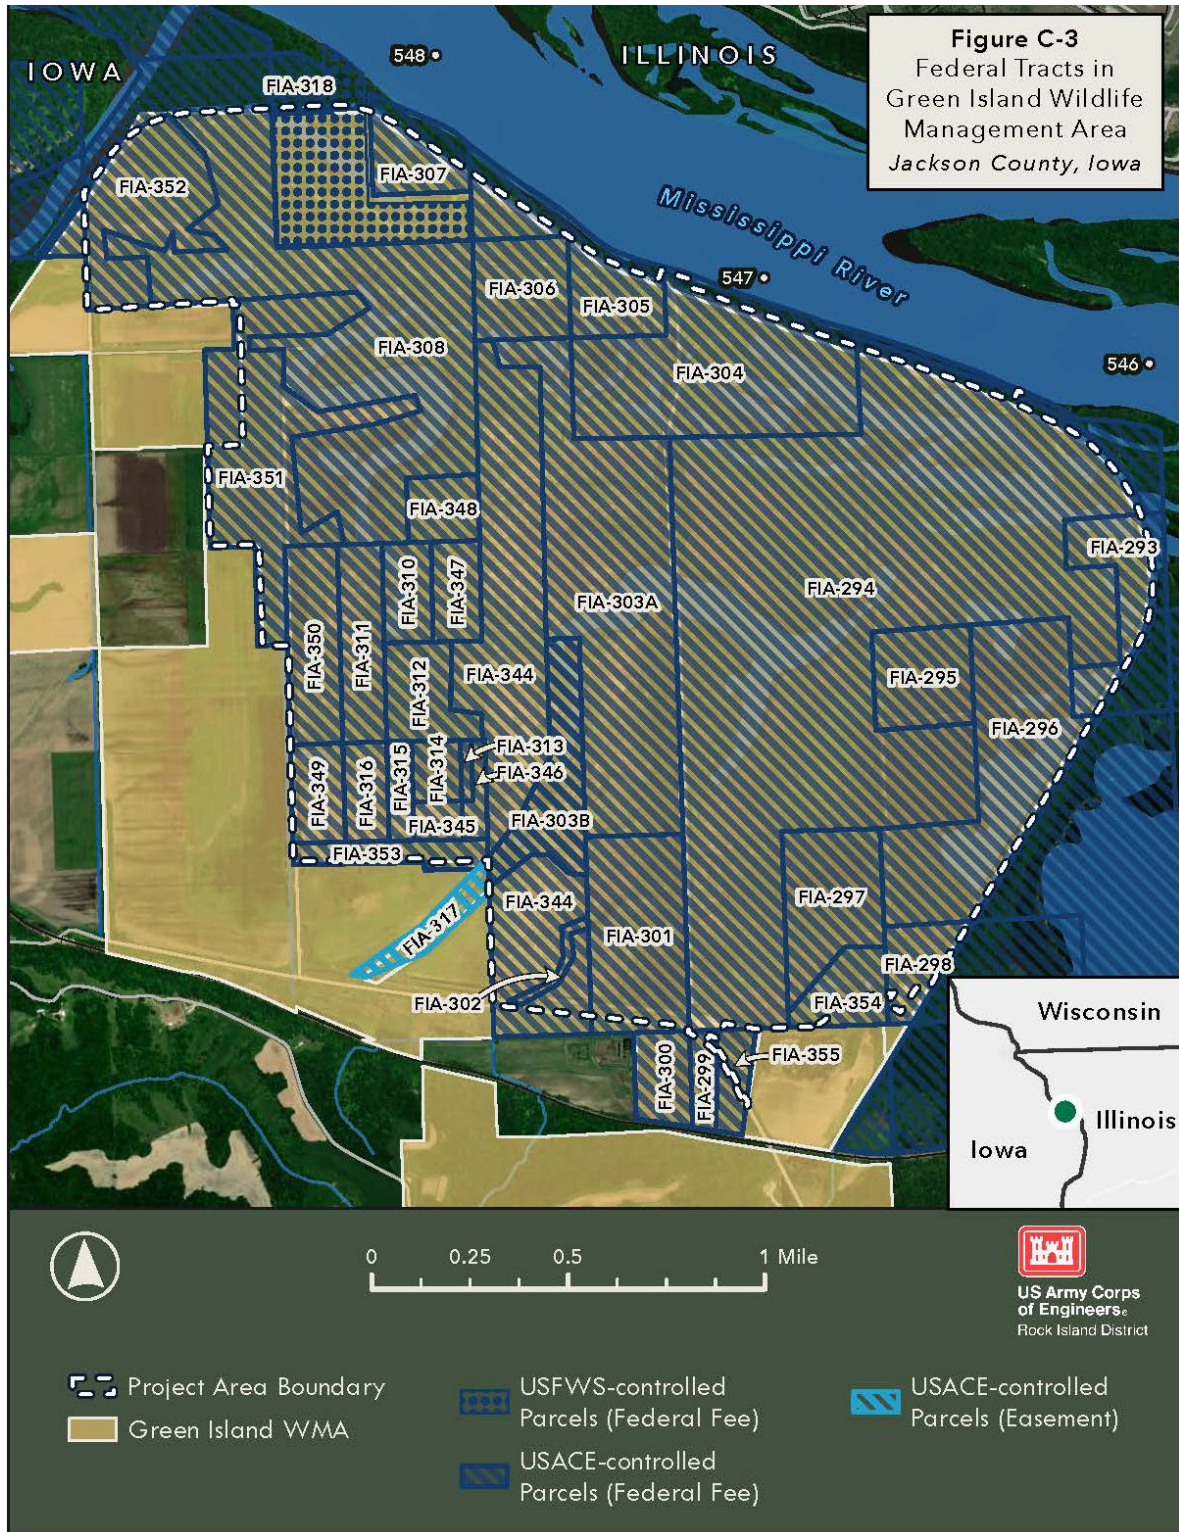 Figure C-3
Federal Tracts in
Green Island Wildlife
Management Area
Jackson County, Iowa
IOWA
548
ILLINOIS
FIA-318
FIA-307
FIA-352
Mississippi River
547
FIA-306
FIA-305
FIA-308
546
FIA-304
FIA-351
FIA-348
FIA-293
FIA-310
FIA-347
FIA-294
FIA-303A
FIA-350
FIA-311
FIA-312
FIA-344
FIA-295
FIA-296
FIA-313
FIA-314
FIA-315
FIA-346
FIA-349
FIA-316
FIA-345
FIA-303B
FIA-353
FIA-344
FIA-297
FIA-317
FIA-301
FIA-298
FIA-302
FIA-354
FIA-355
FIA-300
FIA-299
Wisconsin
Illinois
Iowa
0 0.25 0.5 1 Mile
US Army Corps
of Engineers®
Rock Island District
Project Area Boundary
Green Island WMA
USFWS-controlled
Parcels (Federal Fee)
USACE-controlled
Parcels (Federal Fee)
USACE-controlled
Parcels (Easement)